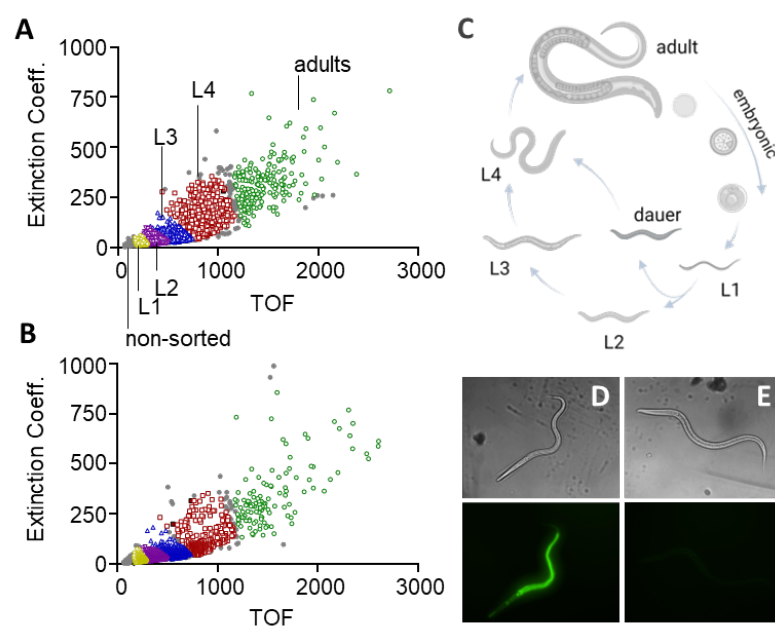 A
Extinction Coeff.
1000
750
500
250
0
L3
L4
adults
0
1000
2000
3000
L1
L2
TOF
non-sorted
B
Extinction Coeff.
1000
750
500
250
0
0
1000
2000
3000
TOF
C
adult
embryonic
L4
dauer
L3
L1
L2
D
E